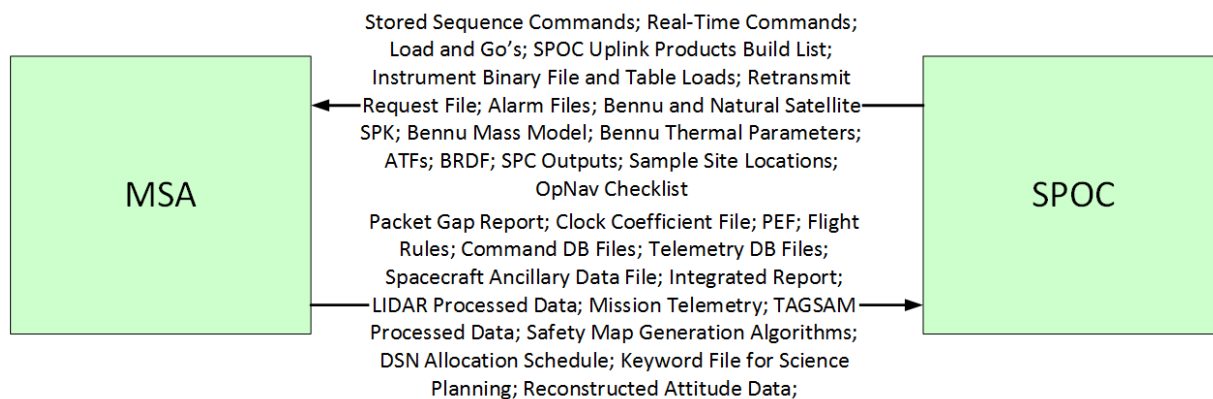 Stored Sequence Commands; Real-Time Commands;
Load and Go's; SPOC Uplink Products Build List;
Instrument Binary File and Table Loads; Retransmit
Request File; Alarm Files; Bennu and Natural Satellite
SPK; Bennu Mass Model; Bennu Thermal Parameters;
ATFs; BRDF; SPC Outputs; Sample Site Locations;
OpNav Checklist
MSA
SPOC
Packet Gap Report; Clock Coefficient File; PEF; Flight
Rules; Command DB Files; Telemetry DB Files;
Spacecraft Ancillary Data File; Integrated Report;
LIDAR Processed Data; Mission Telemetry; TAGSAM
Processed Data; Safety Map Generation Algorithms;
DSN Allocation Schedule; Keyword File for Science
Planning; Reconstructed Attitude Data;